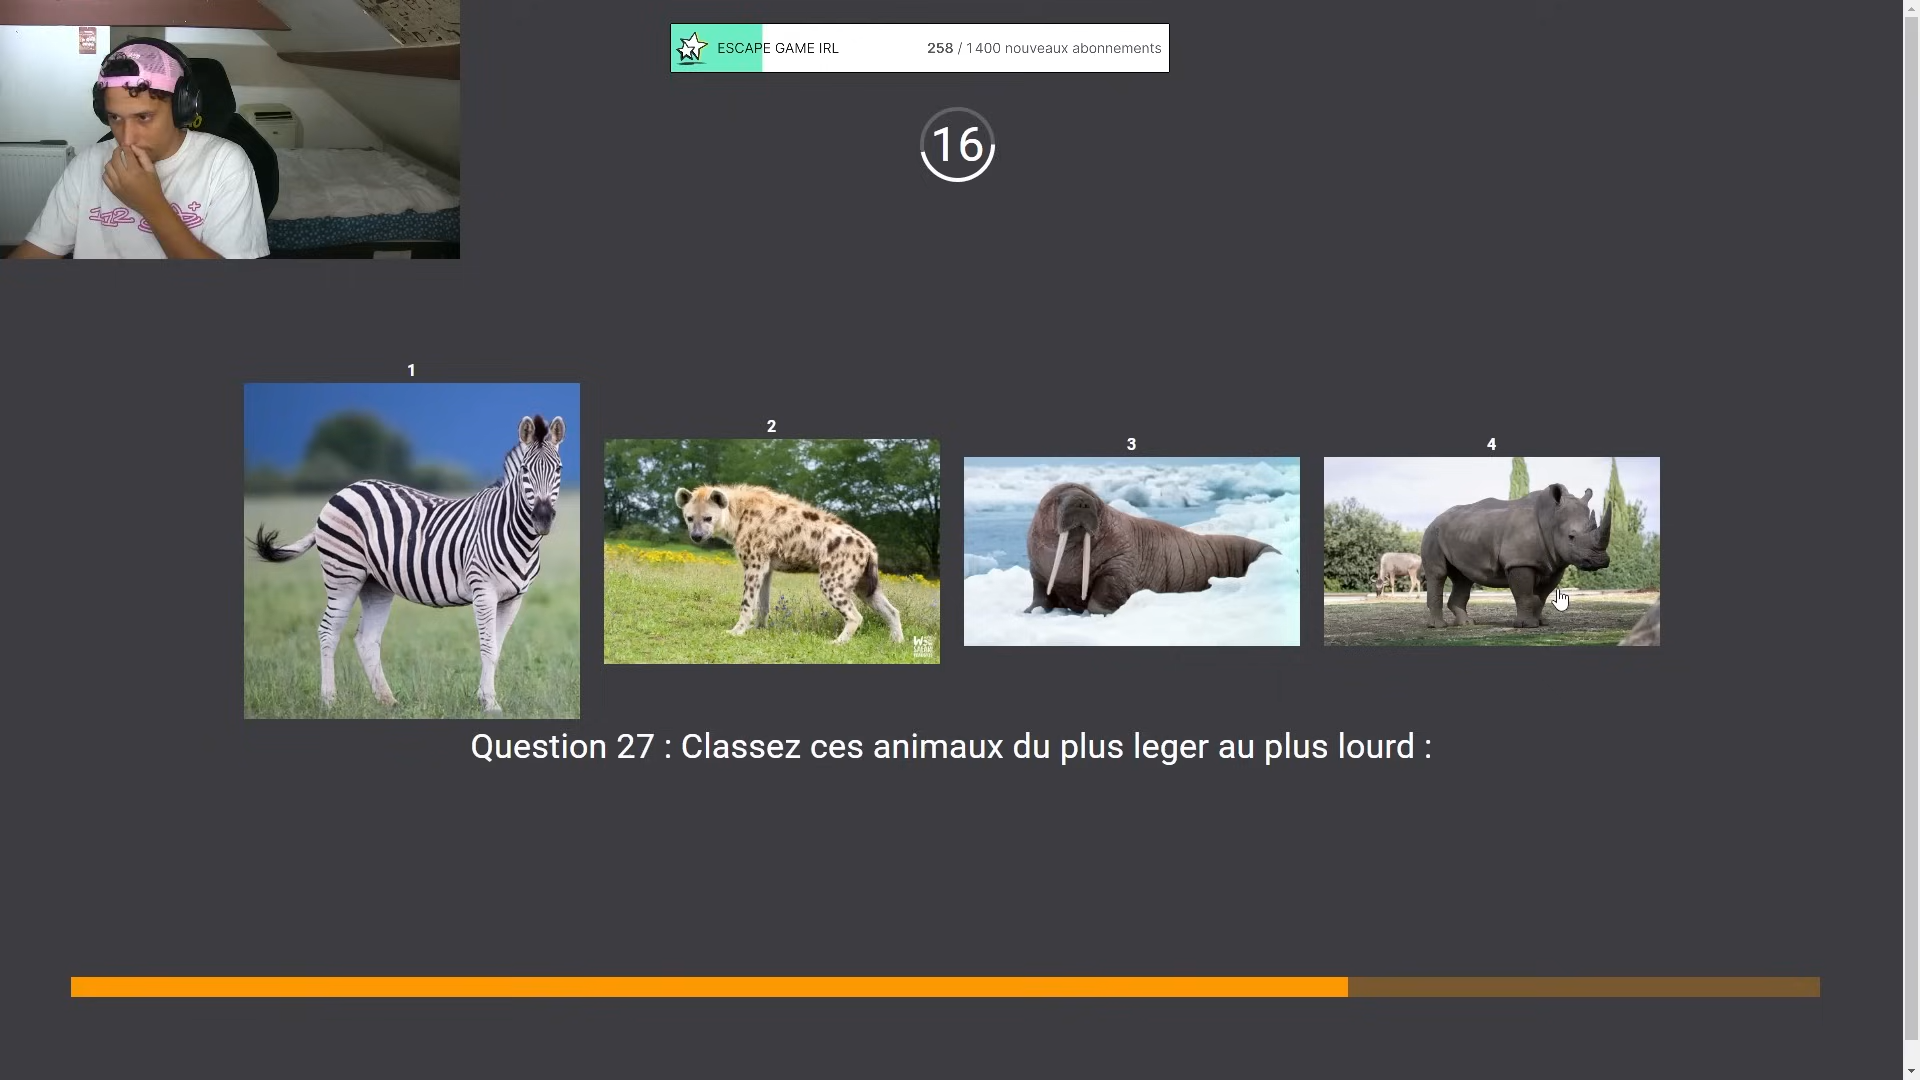 ESCAPE GAME IRL 258 / 1400 nouveaux abonnements
16
1
2
3
4
Question 27 : Classez ces animaux du plus leger au plus lourd :